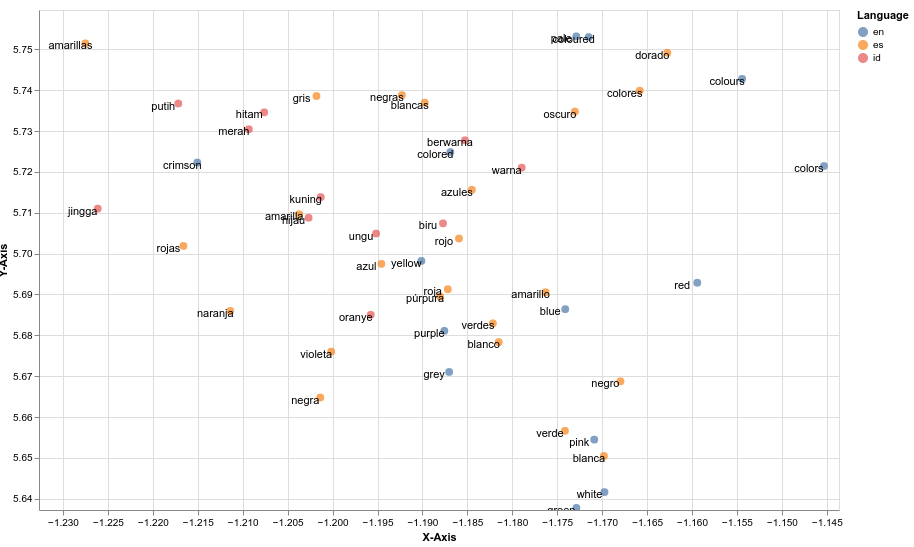 Language
en
es
id
pale
coloured
amarillas
dorado
5.75
colours
5.74
gris
negras
colores
putih
blancas
hitam
oscuro
5.73
merah
berwarna
colored
5.72
crimson
warna
colors
azules
kuning
5.71
jingga
amarilla
hijau
biru
ungu
rojo
5.70
rojas
azul
yellow
red
5.69
roja
amarillo
púrpura
naranja
blue
oranye
5.68
verdes
purple
blanco
violeta
5.67
grey
negro
5.66
negra
verde
pink
5.65
blanca
5.64
white
green
Y-Axis
−1.230 −1.225 −1.220 −1.215 −1.210 −1.205 −1.200 −1.195 −1.190 −1.185 −1.180 −1.175 −1.170 −1.165 −1.160 −1.155 −1.150 −1.145
X-Axis